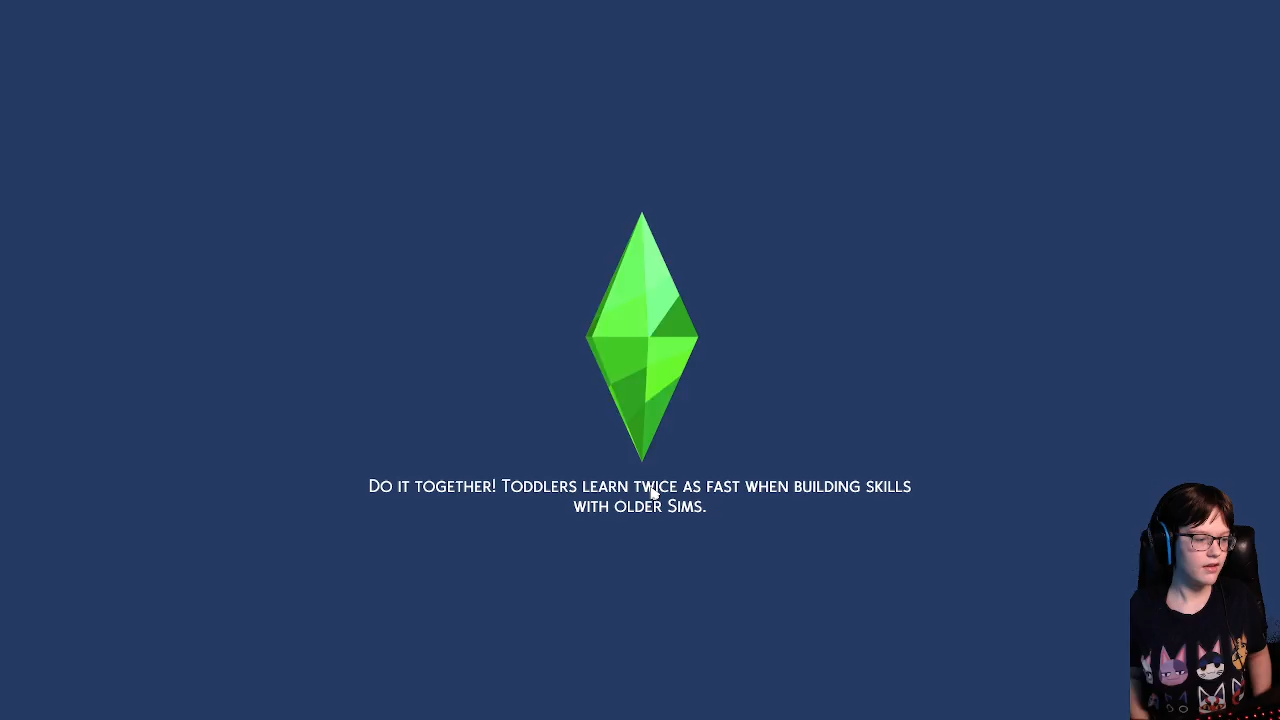 Do it together! Toddlers learn twice as fast when building skills
with older Sims.